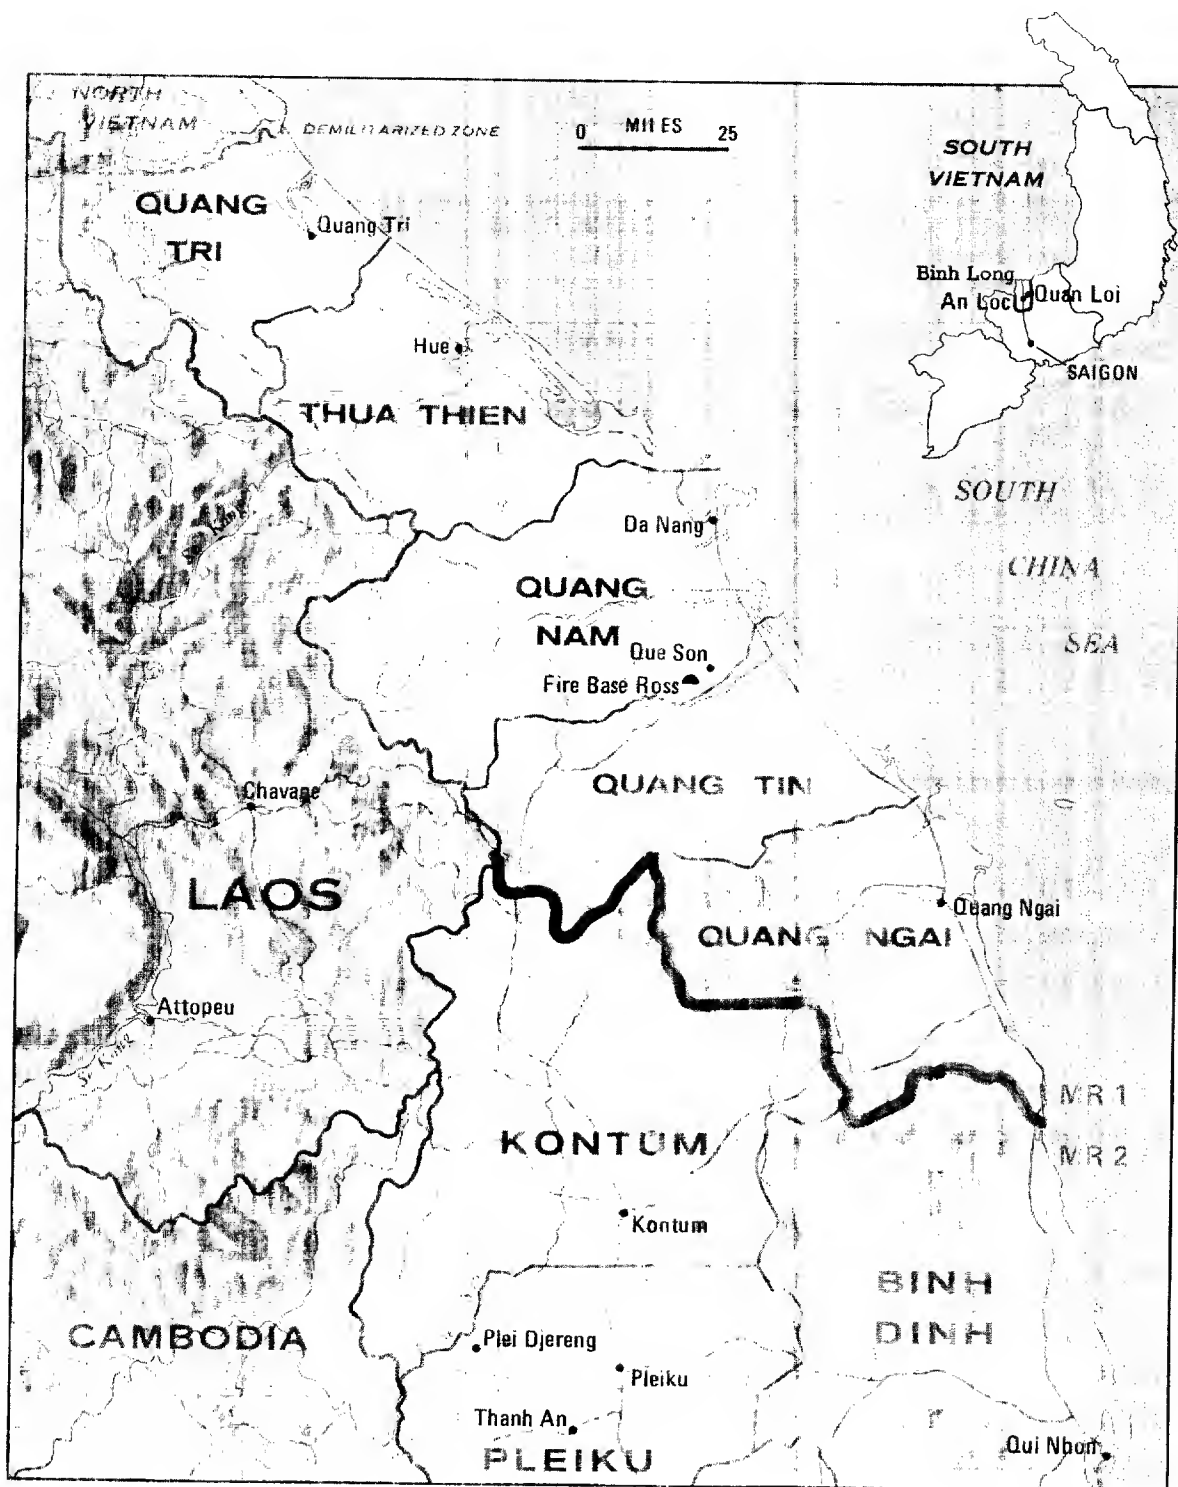 NORTH
VIETNAM
DEMILITARIZED ZONE
0 MILES 25
SOUTH
VIETNAM
QUANG
TRI
Quang Tri
Binh Long
An Loc
Quan Loi
SAIGON
Hue
THUA THIEN
SOUTH
CHINA
SEA
Da Nang
QUANG
NAM
Que Son
Fire Base Ross
QUANG TIN
Chavane
LAOS
Quang Ngai
QUANG NGAI
Attopeu
Se Kong
MR 1
MR 2
KONTUM
Kontum
BINH
DINH
CAMBODIA
Plei Djereng
Pleiku
Thanh An
PLEIKU
Qui Nhon